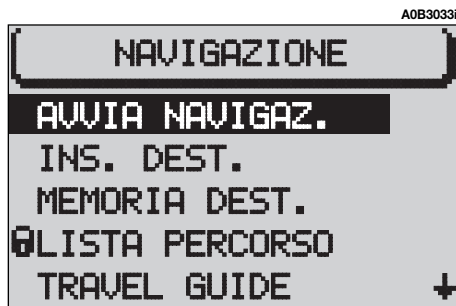 A0B3033i
NAVIGAZIONE
AVVIA NAVIGAZ.
INS. DEST.
MEMORIA DEST.
LISTA PERCORSO
TRAVEL GUIDE